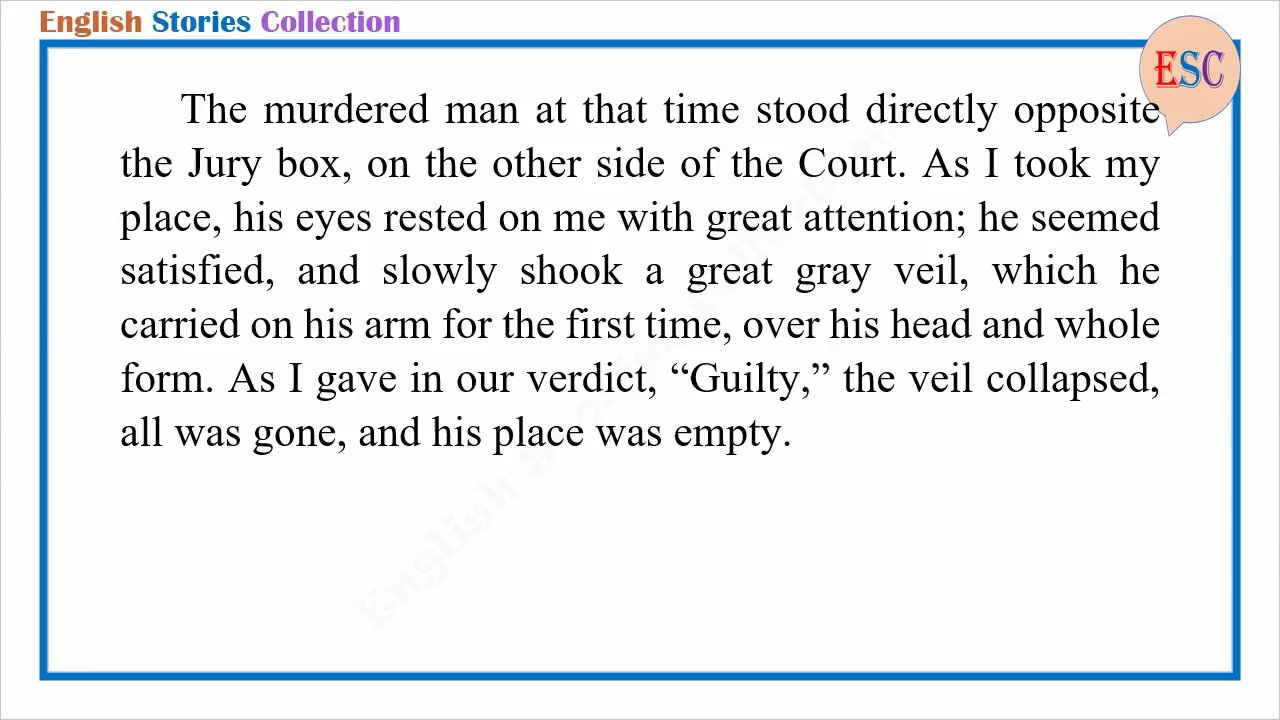 English Stories Collection
ESC
The murdered man at that time stood directly opposite
the Jury box, on the other side of the Court. As I took my
place, his eyes rested on me with great attention; he seemed
satisfied, and slowly shook a great gray veil, which he
carried on his arm for the first time, over his head and whole
form. As I gave in our verdict, “Guilty,” the veil collapsed,
all was gone, and his place was empty.
English